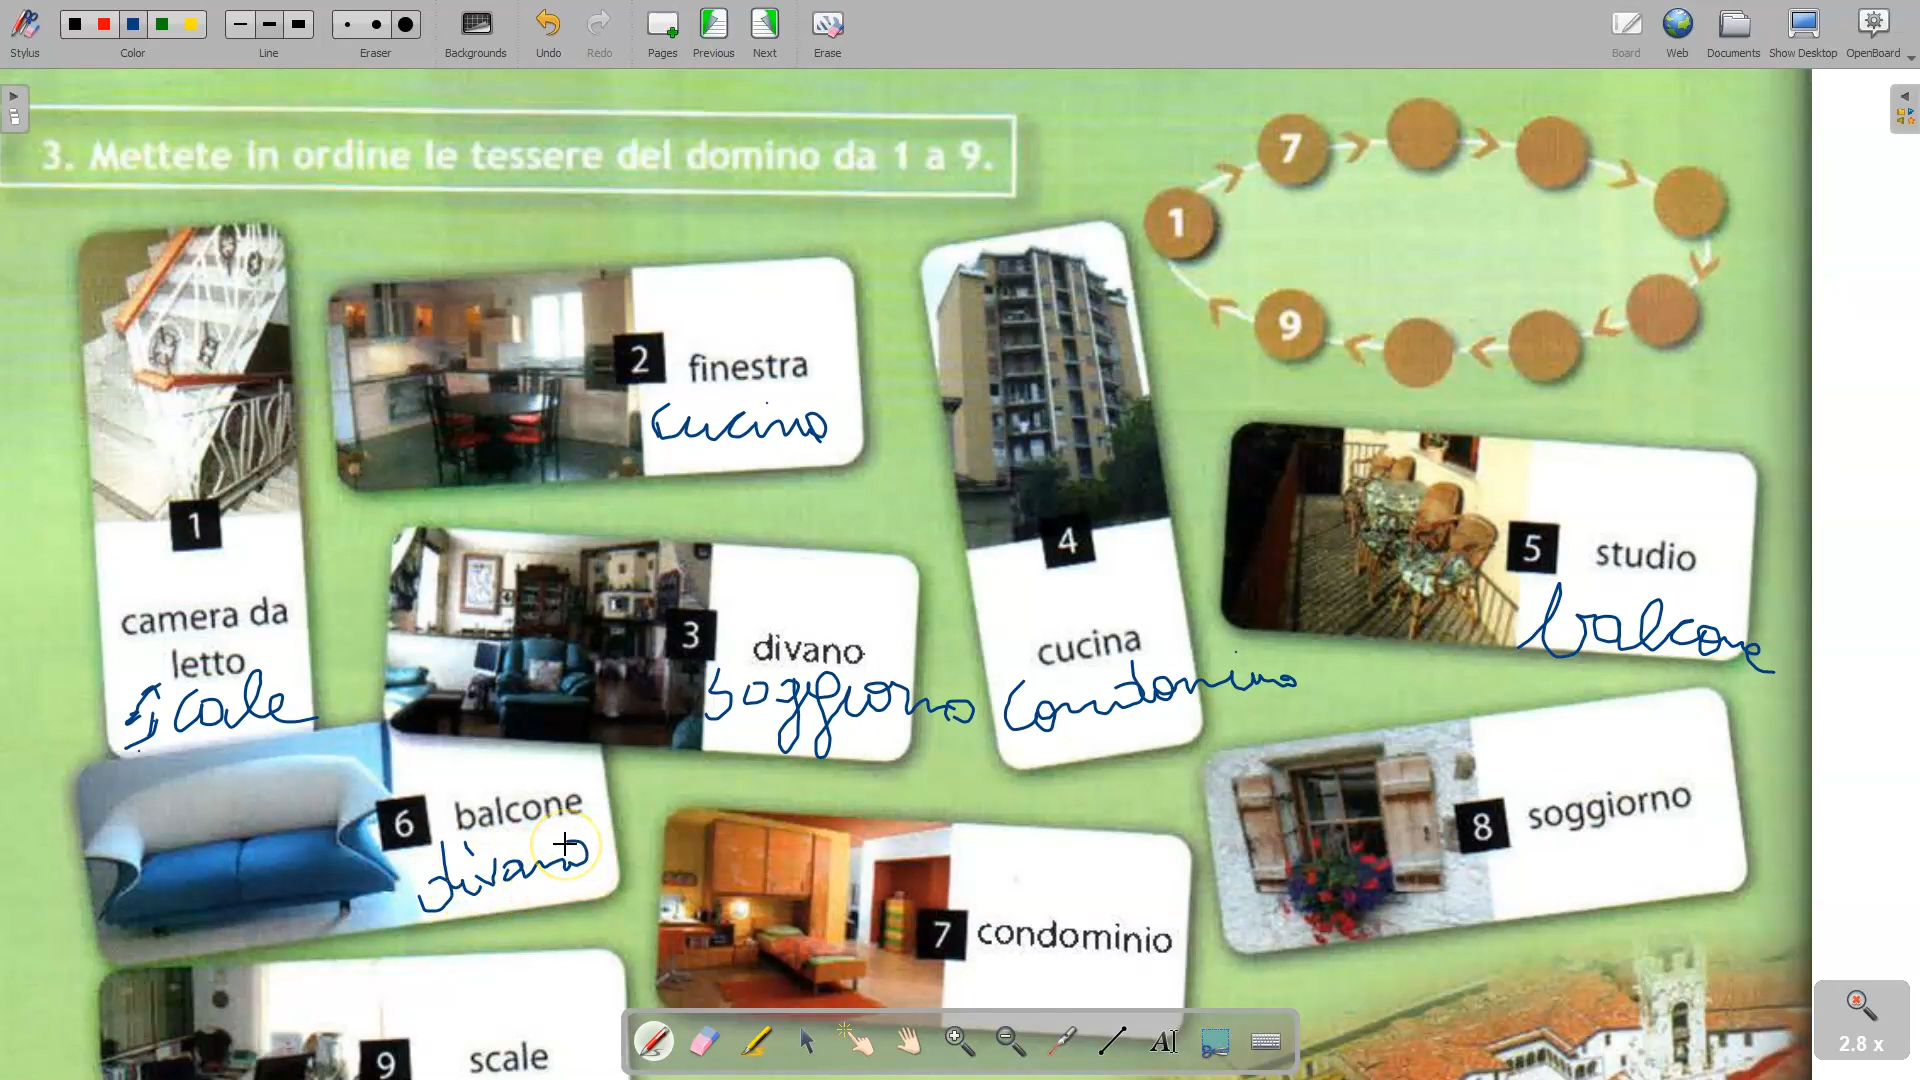 Stylus
Color
Line
Eraser
Backgrounds
Undo
Redo
Pages
Previous
Next
Erase
Board
Web
Documents
Show Desktop
OpenBoard
3. Mettete in ordine le tessere del domino da 1 a 9.
7
1
9
1
camera da
letto
scale
2
finestra
cucina
3
divano
soggiorno
4
cucina
condominio
5
studio
balcone
6
balcone
divano
7
condominio
8
soggiorno
9
scale
2.8 x